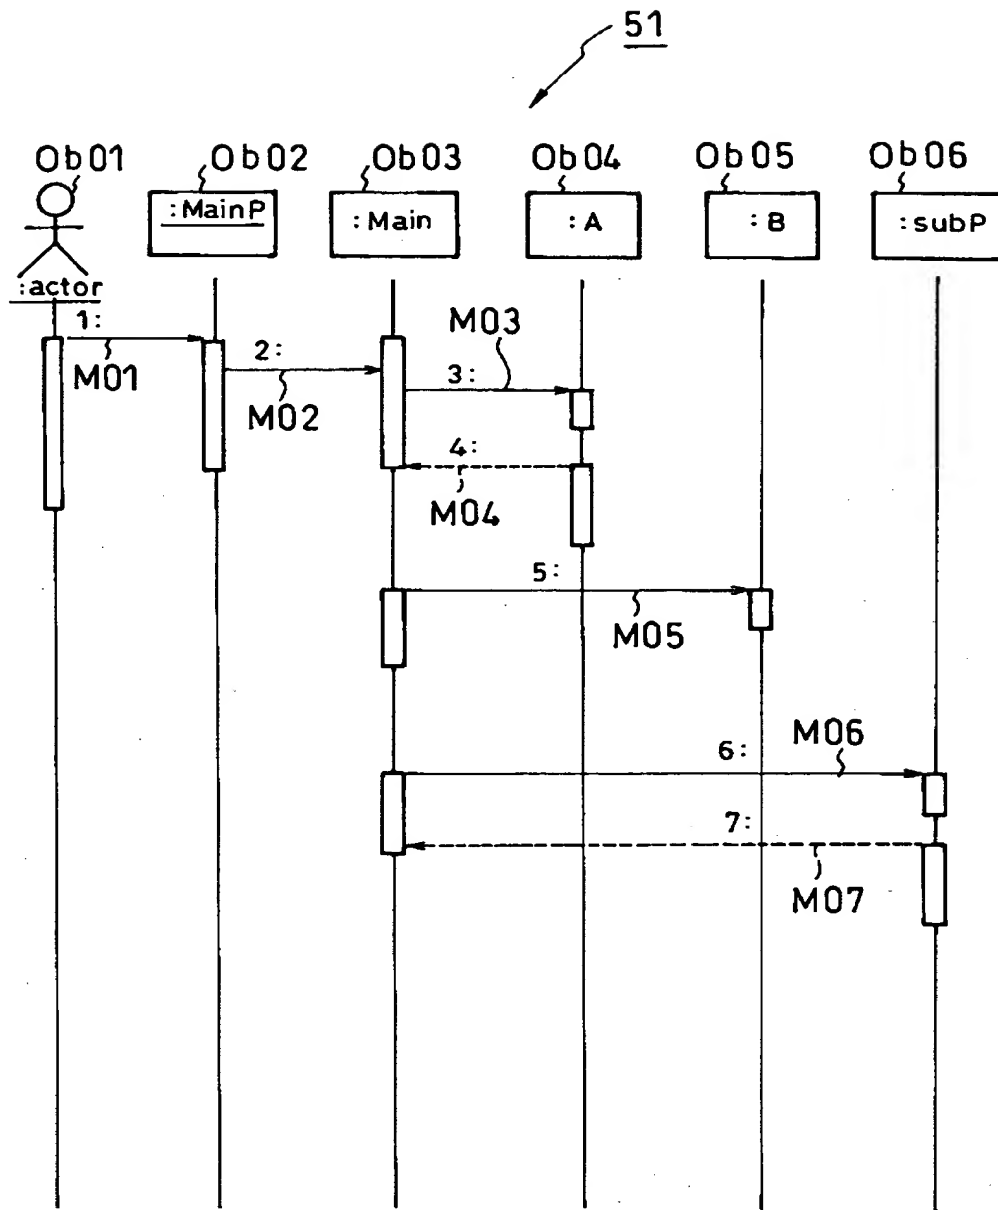 51
Ob01 Ob02 Ob03 Ob04 Ob05 Ob06
:MainP :Main :A :B :subP
:actor
1:
M03
M01
2:
3:
M02
4:
M04
5:
M05
M06
6:
7:
M07